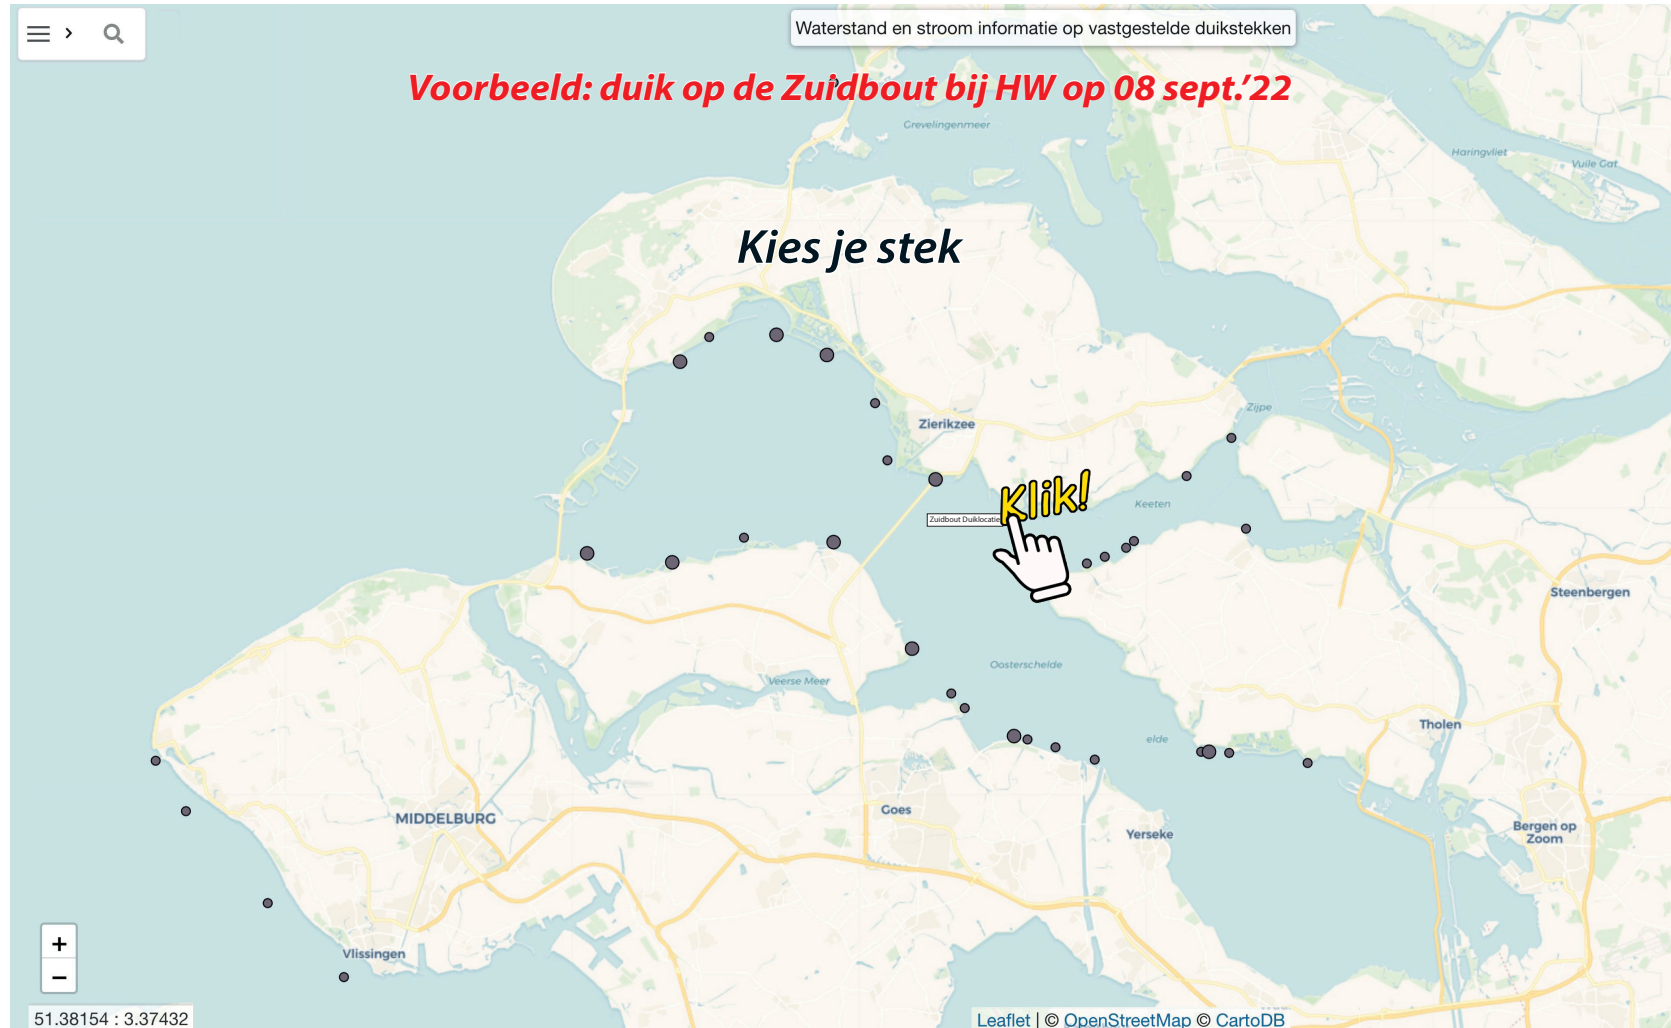 Waterstand en stroom informatie op vastgestelde duikstekken
Voorbeeld: duik op de Zuidbout bij HW op 08 sept.'22
Grevelingenmeer
Haringvliet
Vuile Gat
Kies je stek
Zijpe
Zierikzee
Klik!
Keeten
Zuidbout Duiklocatie
Steenbergen
Oosterschelde
Veerse Meer
Tholen
elde
MIDDELBURG
Goes
Yerseke
Bergen op
Zoom
Vlissingen
+
−
51.38154 : 3.37432
Leaflet | © OpenStreetMap © CartoDB